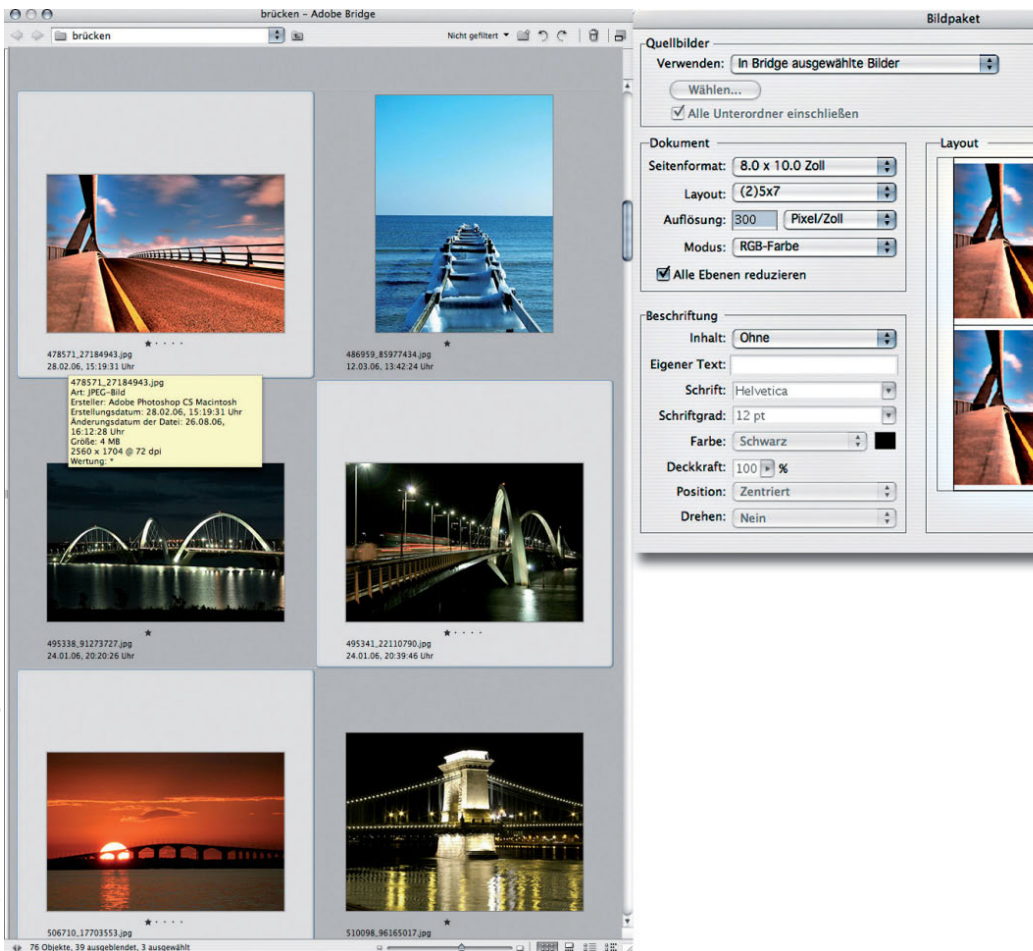 brücken – Adobe Bridge
brücken
Nicht gefiltert
478571_27184943.jpg
28.02.06, 15:19:31 Uhr
486959_85977434.jpg
12.03.06, 13:42:24 Uhr
478571_27184943.jpg
Art: JPEG-Bild
Ersteller: Adobe Photoshop CS Macintosh
Erstellungsdatum: 28.02.06, 15:19:31 Uhr
Änderungsdatum der Datei: 26.08.06,
16:12:28 Uhr
Größe: 4 MB
2560 x 1704 @ 72 dpi
Wertung: *
495338_91273727.jpg
24.01.06, 20:20:26 Uhr
495341_22110790.jpg
24.01.06, 20:39:46 Uhr
506710_17703553.jpg
510098_96165017.jpg
76 Objekte, 39 ausgeblendet, 3 ausgewählt
Bildpaket
Quellbilder
Verwenden: In Bridge ausgewählte Bilder
Wählen...
Alle Unterordner einschließen
Dokument
Seitenformat: 8.0 x 10.0 Zoll
Layout: (2)5x7
Auflösung: 300 Pixel/Zoll
Modus: RGB-Farbe
Alle Ebenen reduzieren
Beschriftung
Inhalt: Ohne
Eigener Text:
Schrift: Helvetica
Schriftgrad: 12 pt
Farbe: Schwarz
Deckkraft: 100 %
Position: Zentriert
Drehen: Nein
Layout